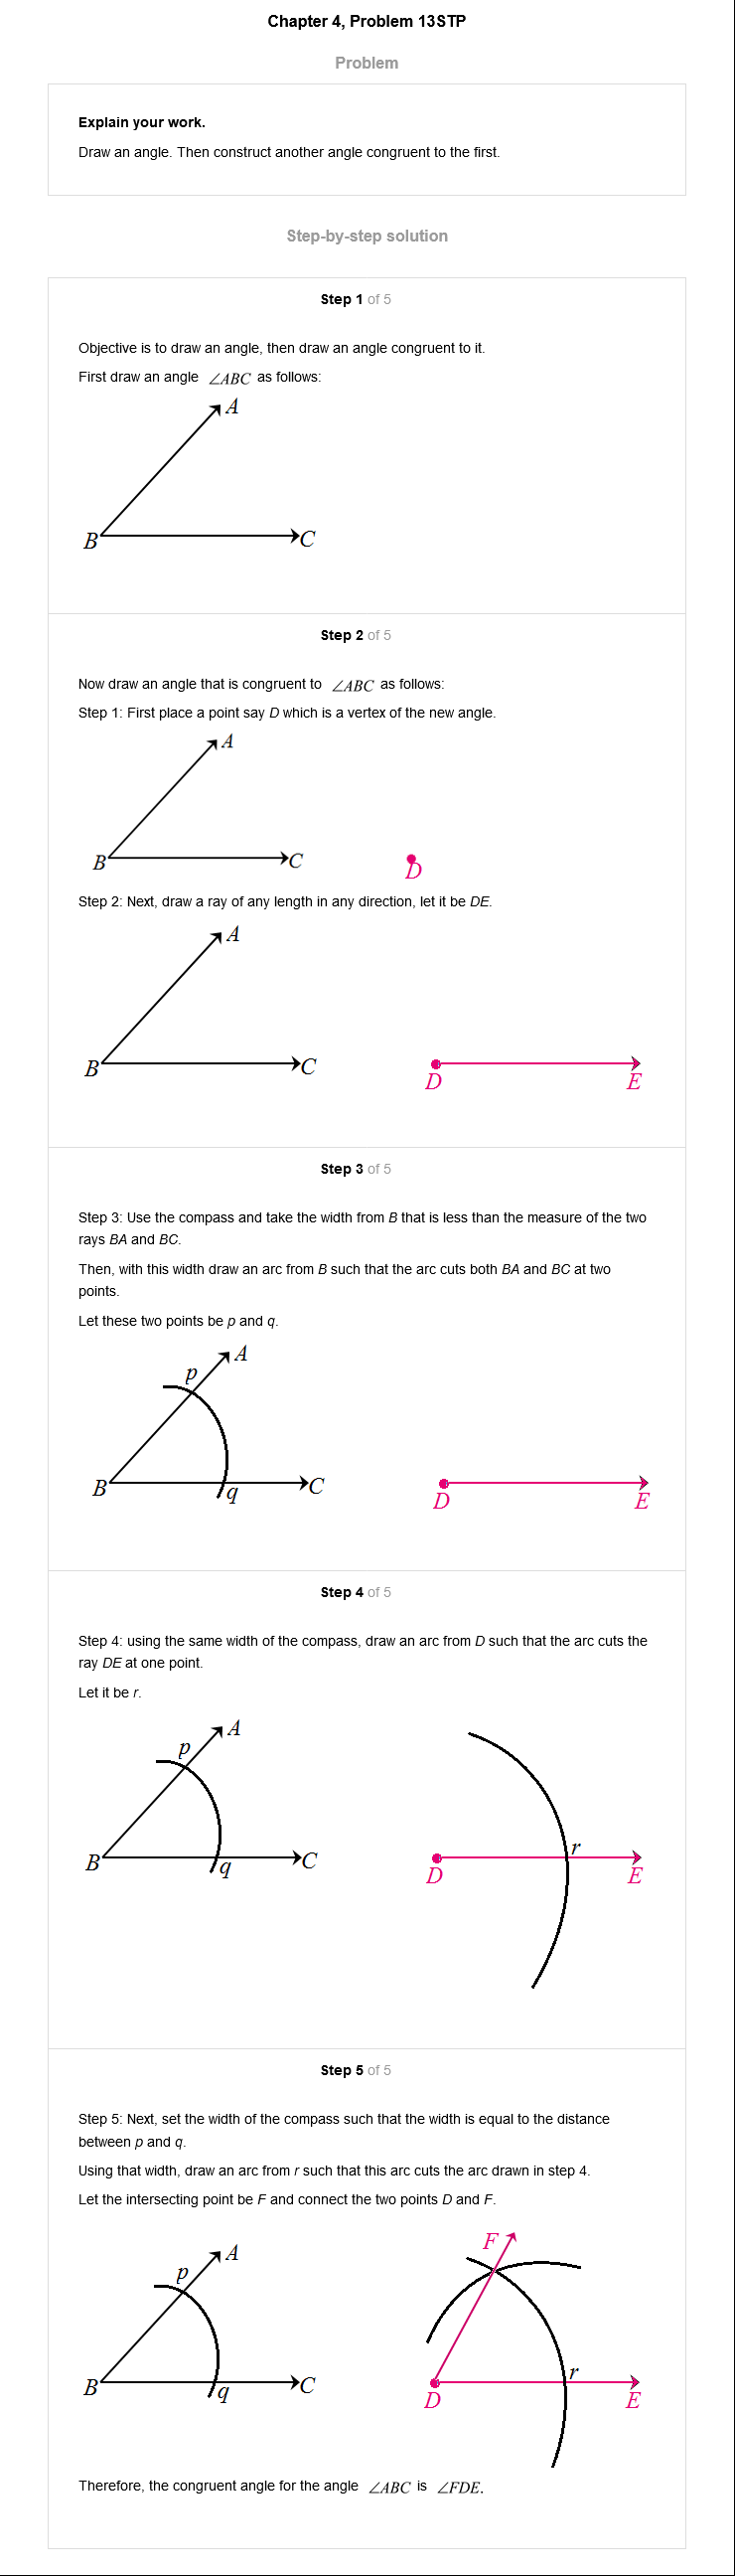 Chapter 4, Problem 13STP
Problem
Explain your work.
Draw an angle. Then construct another angle congruent to the first.
Step-by-step solution
Step 1 of 5
Objective is to draw an angle, then draw an angle congruent to it.
First draw an angle ∠ABC as follows:
A
B
C
Step 2 of 5
Now draw an angle that is congruent to ∠ABC as follows:
Step 1: First place a point say D which is a vertex of the new angle.
A
B
C
D
Step 2: Next, draw a ray of any length in any direction, let it be DE.
A
B
C
D
E
Step 3 of 5
Step 3: Use the compass and take the width from B that is less than the measure of the two
rays BA and BC.
Then, with this width draw an arc from B such that the arc cuts both BA and BC at two
points.
Let these two points be p and q.
A
p
B
q
C
D
E
Step 4 of 5
Step 4: using the same width of the compass, draw an arc from D such that the arc cuts the
ray DE at one point.
Let it be r.
A
p
B
q
C
r
D
E
Step 5 of 5
Step 5: Next, set the width of the compass such that the width is equal to the distance
between p and q.
Using that width, draw an arc from r such that this arc cuts the arc drawn in step 4.
Let the intersecting point be F and connect the two points D and F.
F
A
p
B
q
C
r
D
E
Therefore, the congruent angle for the angle ∠ABC is ∠FDE.